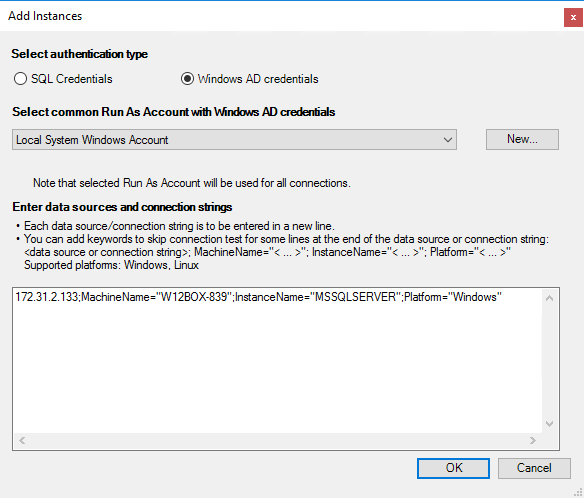 Add Instances
x
Select authentication type
SQL Credentials
Windows AD credentials
Select common Run As Account with Windows AD credentials
Local System Windows Account
New...
Note that selected Run As Account will be used for all connections.
Enter data sources and connection strings
• Each data source/connection string is to be entered in a new line.
• You can add keywords to skip connection test for some lines at the end of the data source or connection string:
<data source or connection string>; MachineName="< ... >"; InstanceName="< ... >"; Platform="< ... >"
Supported platforms: Windows, Linux
172.31.2.133;MachineName="W12BOX-839";InstanceName="MSSQLSERVER";Platform="Windows"
OK
Cancel